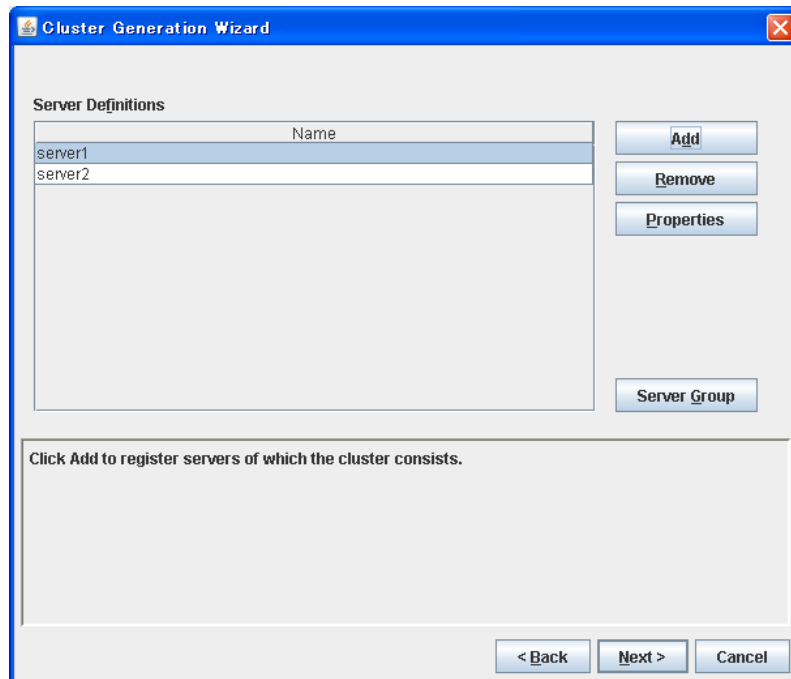 Cluster Generation Wizard
Server Definitions
Name
server1
server2
Add
Remove
Properties
Server Group
Click Add to register servers of which the cluster consists.
< Back
Next >
Cancel